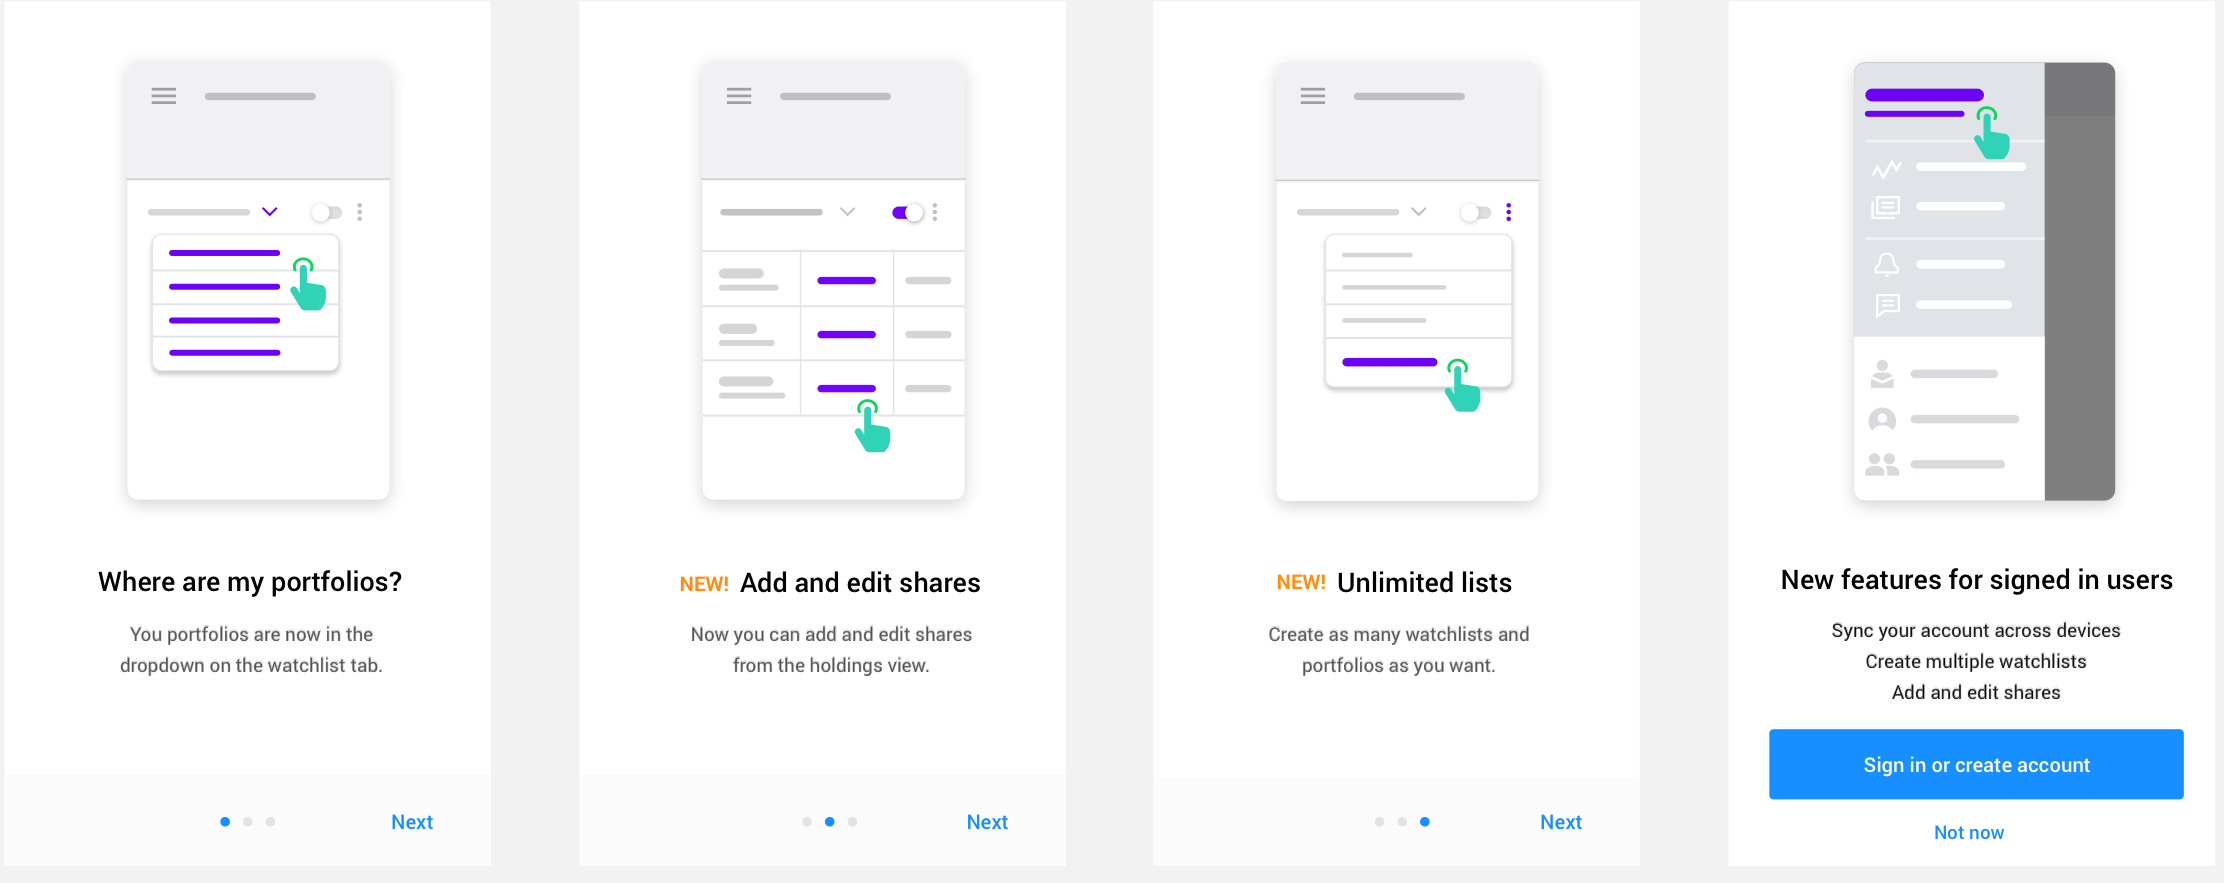 Where are my portfolios?
You portfolios are now in the
dropdown on the watchlist tab.
Next
NEW! Add and edit shares
Now you can add and edit shares
from the holdings view.
Next
NEW! Unlimited lists
Create as many watchlists and
portfolios as you want.
Next
New features for signed in users
Sync your account across devices
Create multiple watchlists
Add and edit shares
Sign in or create account
Not now